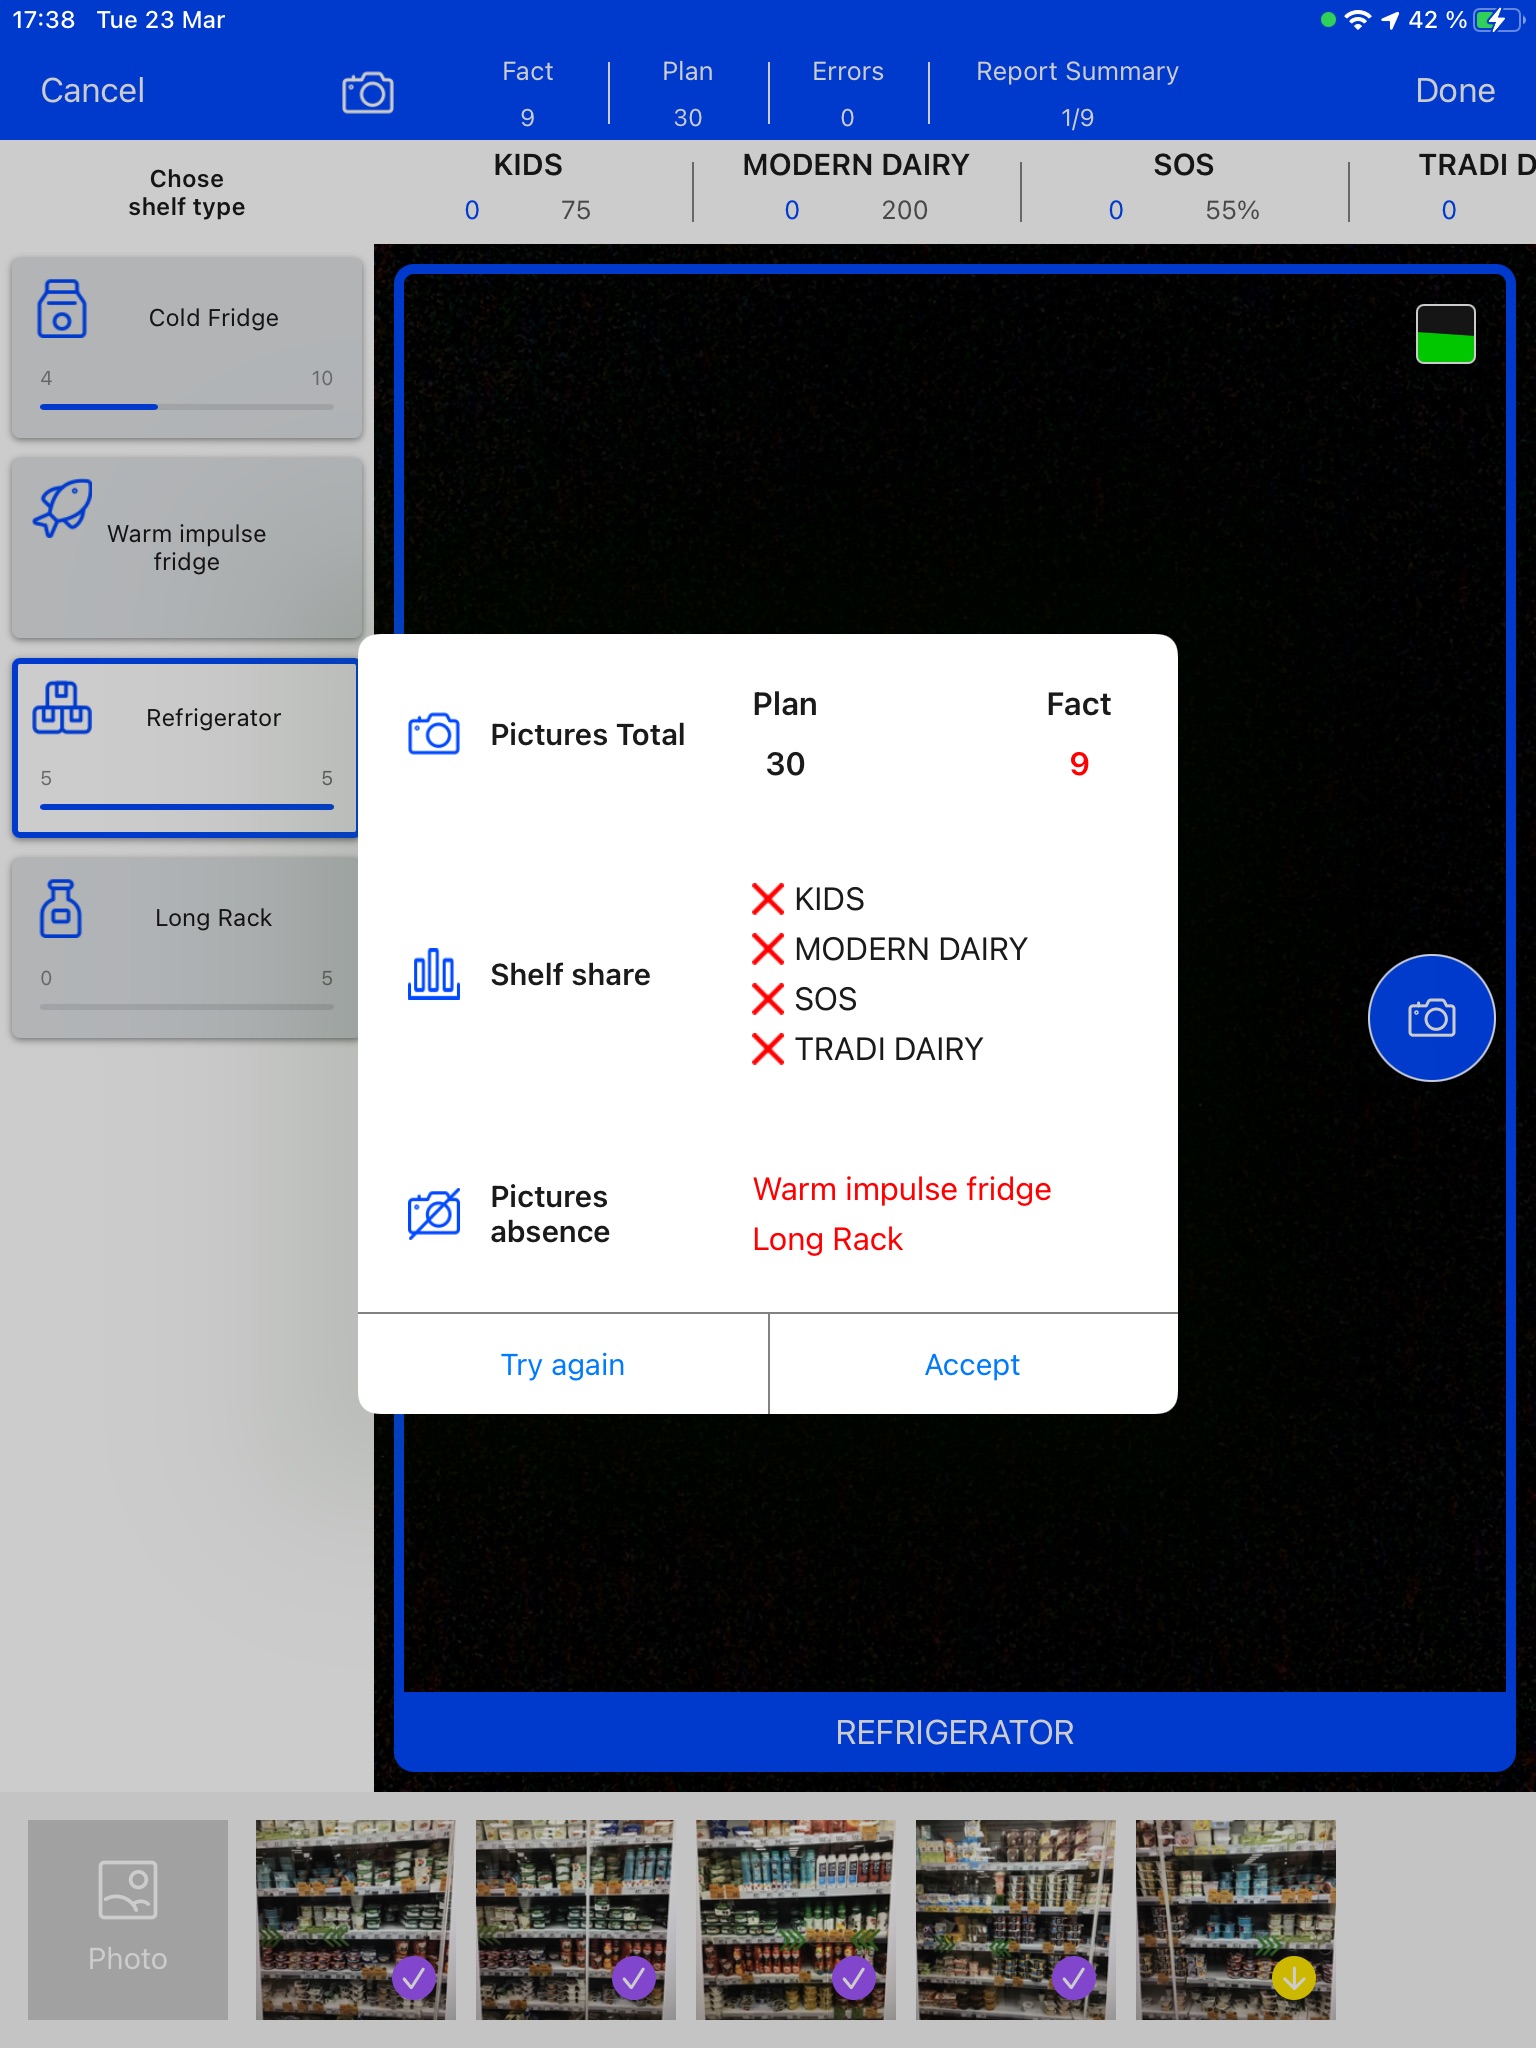 17:38 Tue 23 Mar 42 %
Cancel Fact Plan Errors Report Summary Done
9 30 0 1/9
Chose
shelf type
KIDS MODERN DAIRY SOS TRADI D
0 75 0 200 0 55% 0
Cold Fridge
4 10
Warm impulse
fridge
Refrigerator
5 5
Long Rack
0 5
Pictures Total Plan Fact
30 9
Shelf share
KIDS
MODERN DAIRY
SOS
TRADI DAIRY
Pictures
absence
Warm impulse fridge
Long Rack
Try again Accept
REFRIGERATOR
Photo